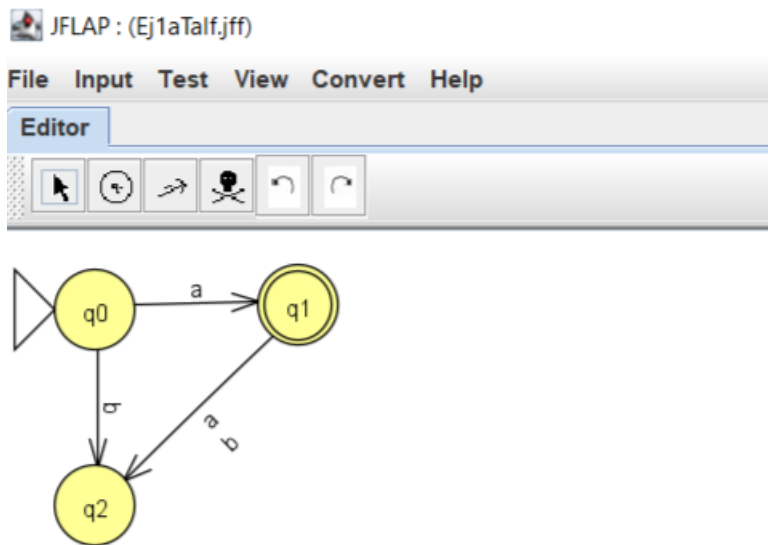 JFLAP : (Ej1aTalf.jff)
File Input Test View Convert Help
Editor
q
q0
a
q1
b
a
b
q2